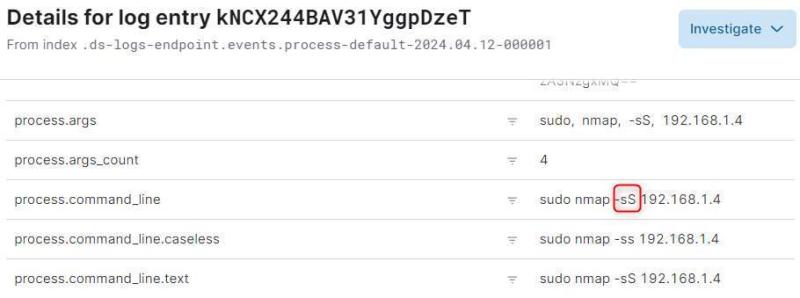 Details for log entry kNCX244BAV31YggpDzeT
From index .ds-logs-endpoint.events.process-default-2024.04.12-000001
Investigate
process.args sudo, nmap, -sS, 192.168.1.4
process.args_count 4
process.command_line sudo nmap -sS 192.168.1.4
process.command_line.caseless sudo nmap -ss 192.168.1.4
process.command_line.text sudo nmap -sS 192.168.1.4